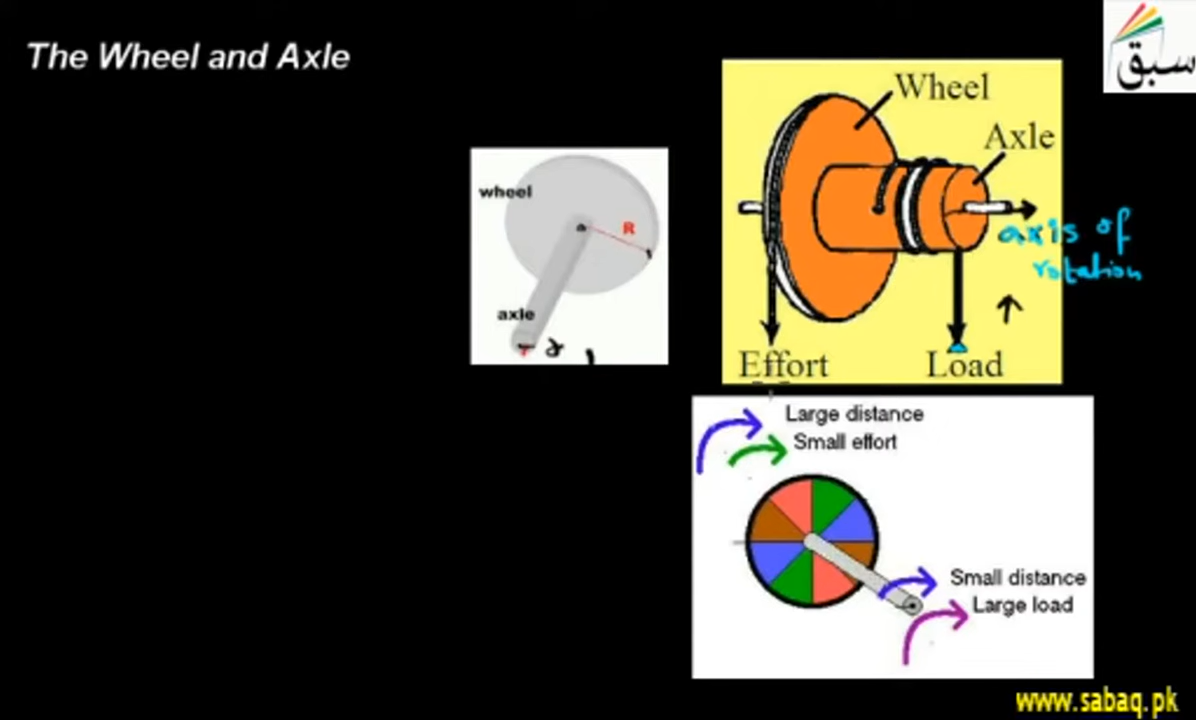 The Wheel and Axle
سبق
wheel
R
axle
r
Wheel
Axle
axis of
rotation
Effort
Load
Large distance
Small effort
Small distance
Large load
www.sabaq.pk